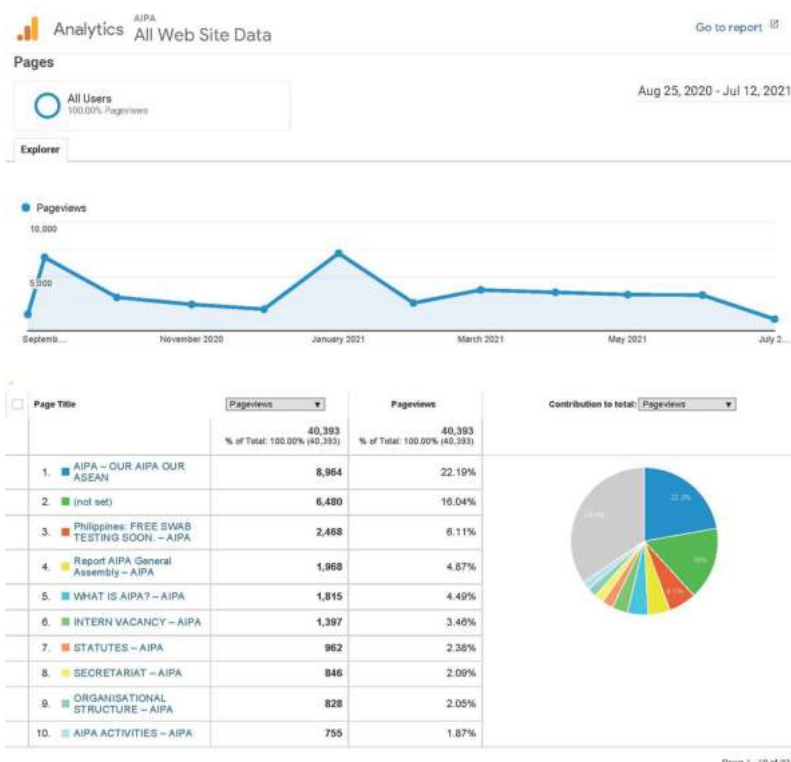 AIPA
Analytics All Web Site Data
Go to report
Pages
All Users
100.00% Pageviews
Aug 25, 2020 - Jul 12, 2021
Explorer
Pageviews
10,000
5,000
Septemb...
November 2020
January 2021
March 2021
May 2021
July 2...
Page Title
Pageviews
Pageviews
Contribution to total: Pageviews
40,393
% of Total: 100.00% (40,393)
40,393
% of Total: 100.00% (40,393)
1. AIPA – OUR AIPA OUR
ASEAN
8,964
22.19%
2. (not set)
6,480
16.04%
3. Philippines: FREE SWAB
TESTING SOON. – AIPA
2,468
6.11%
4. Report AIPA General
Assembly – AIPA
1,968
4.87%
5. WHAT IS AIPA? – AIPA
1,815
4.49%
6. INTERN VACANCY – AIPA
1,397
3.46%
7. STATUTES – AIPA
962
2.38%
8. SECRETARIAT – AIPA
846
2.09%
9. ORGANISATIONAL
STRUCTURE – AIPA
828
2.05%
10. AIPA ACTIVITIES – AIPA
755
1.87%
22.2%
16%
6.1%